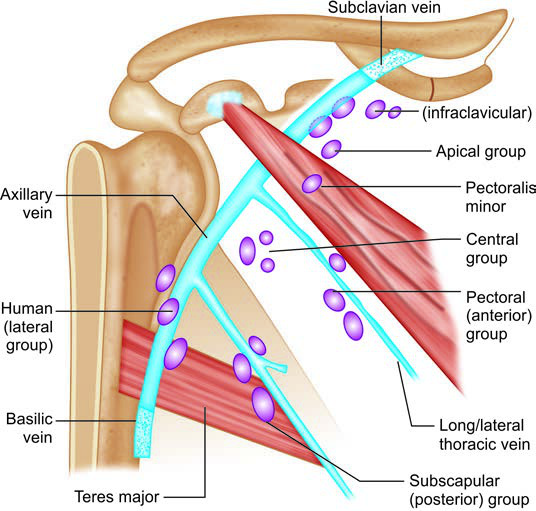 Subclavian vein
(infraclavicular)
Apical group
Pectoralis
minor
Central
group
Pectoral
(anterior)
group
Long/lateral
thoracic vein
Subscapular
(posterior) group
Axillary
vein
Human
(lateral
group)
Basilic
vein
Teres major